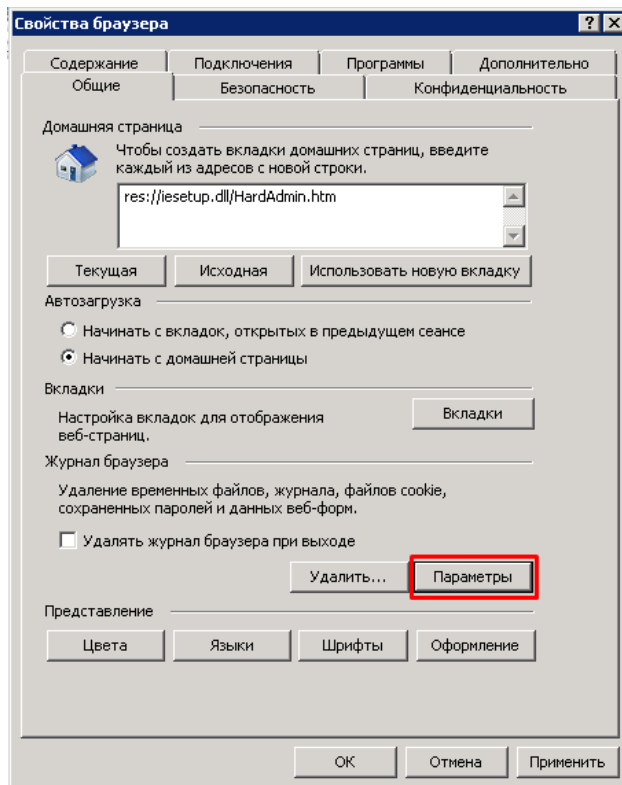 Свойства браузера
Содержание Подключения Программы Дополнительно
Общие Безопасность Конфиденциальность
Домашняя страница
Чтобы создать вкладки домашних страниц, введите
каждый из адресов с новой строки.
res://iesetup.dll/HardAdmin.htm
Текущая Исходная Использовать новую вкладку
Автозагрузка
Начинать с вкладок, открытых в предыдущем сеансе
Начинать с домашней страницы
Вкладки
Настройка вкладок для отображения
веб-страниц.
Вкладки
Журнал браузера
Удаление временных файлов, журнала, файлов cookie,
сохраненных паролей и данных веб-форм.
Удалять журнал браузера при выходе
Удалить... Параметры
Представление
Цвета Языки Шрифты Оформление
ОК Отмена Применить